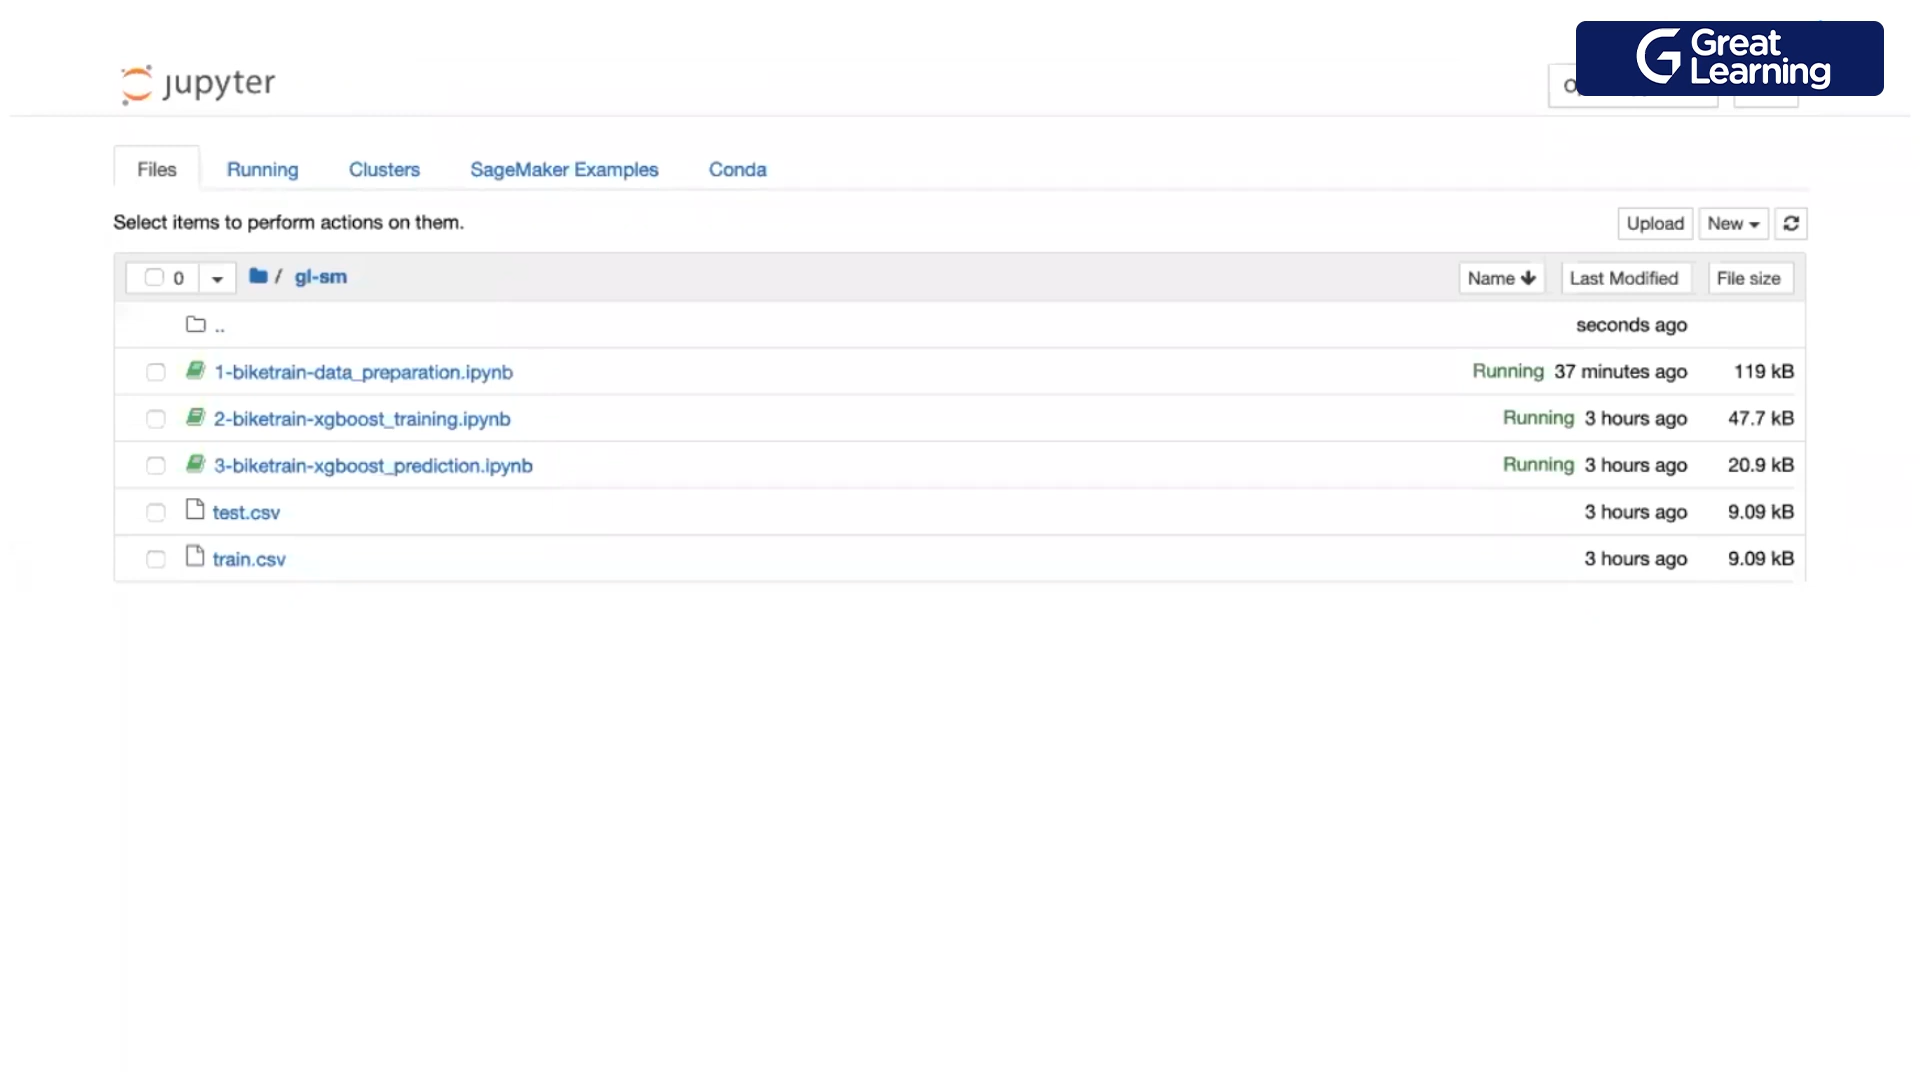 Great
Learning
jupyter
Files Running Clusters SageMaker Examples Conda
Select items to perform actions on them.
Upload New
0 / gl-sm Name Last Modified File size
.. seconds ago
1-biketrain-data_preparation.ipynb Running 37 minutes ago 119 kB
2-biketrain-xgboost_training.ipynb Running 3 hours ago 47.7 kB
3-biketrain-xgboost_prediction.ipynb Running 3 hours ago 20.9 kB
test.csv 3 hours ago 9.09 kB
train.csv 3 hours ago 9.09 kB